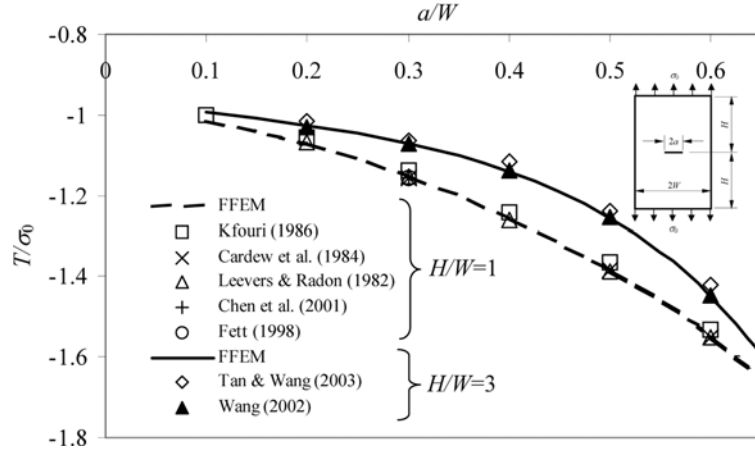 a/W
-0.8
0 0.1 0.2 0.3 0.4 0.5 0.6
-1
-1.2
-1.4
-1.6
-1.8
T/σ0
FFEM
Kfouri (1986)
Cardew et al. (1984)
Leevers & Radon (1982)
Chen et al. (2001)
Fett (1998)
H/W=1
FFEM
Tan & Wang (2003)
Wang (2002)
H/W=3
σ0
H
2a
H
2W
σ0